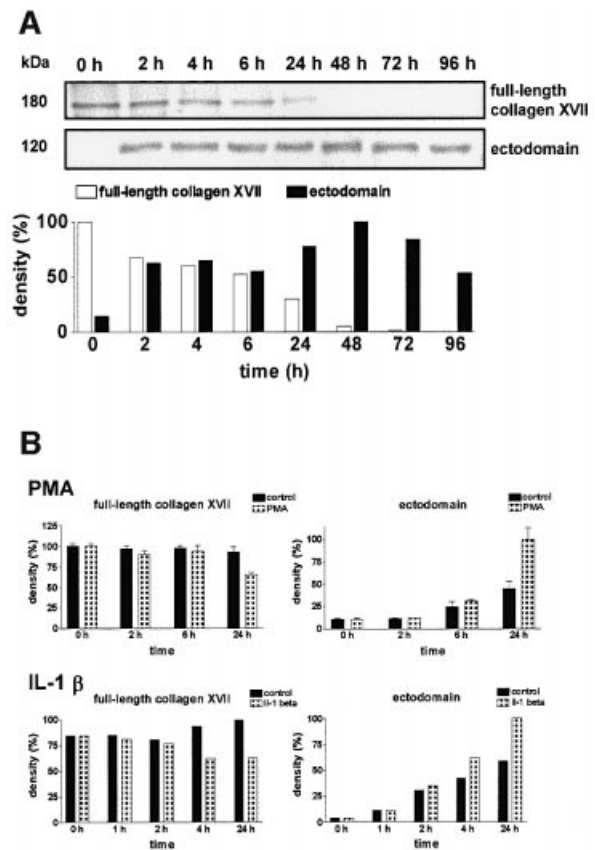 A
kDa 0 h 2 h 4 h 6 h 24 h 48 h 72 h 96 h
180 full-length collagen XVII
120 ectodomain
full-length collagen XVII ectodomain
density (%)
100
50
0
0 2 4 6 24 48 72 96
time (h)
B
PMA
full-length collagen XVII
control
PMA
density (%)
125
100
75
50
25
0
0 h 2 h 6 h 24 h
time
ectodomain
control
PMA
density (%)
100
75
50
25
0
0 h 2 h 6 h 24 h
time
IL-1 β
full-length collagen XVII
control
Il-1 beta
density (%)
100
75
50
25
0
0 h 1 h 2 h 4 h 24 h
time
ectodomain
control
Il-1 beta
density (%)
100
75
50
25
0
0 h 1 h 2 h 4 h 24 h
time